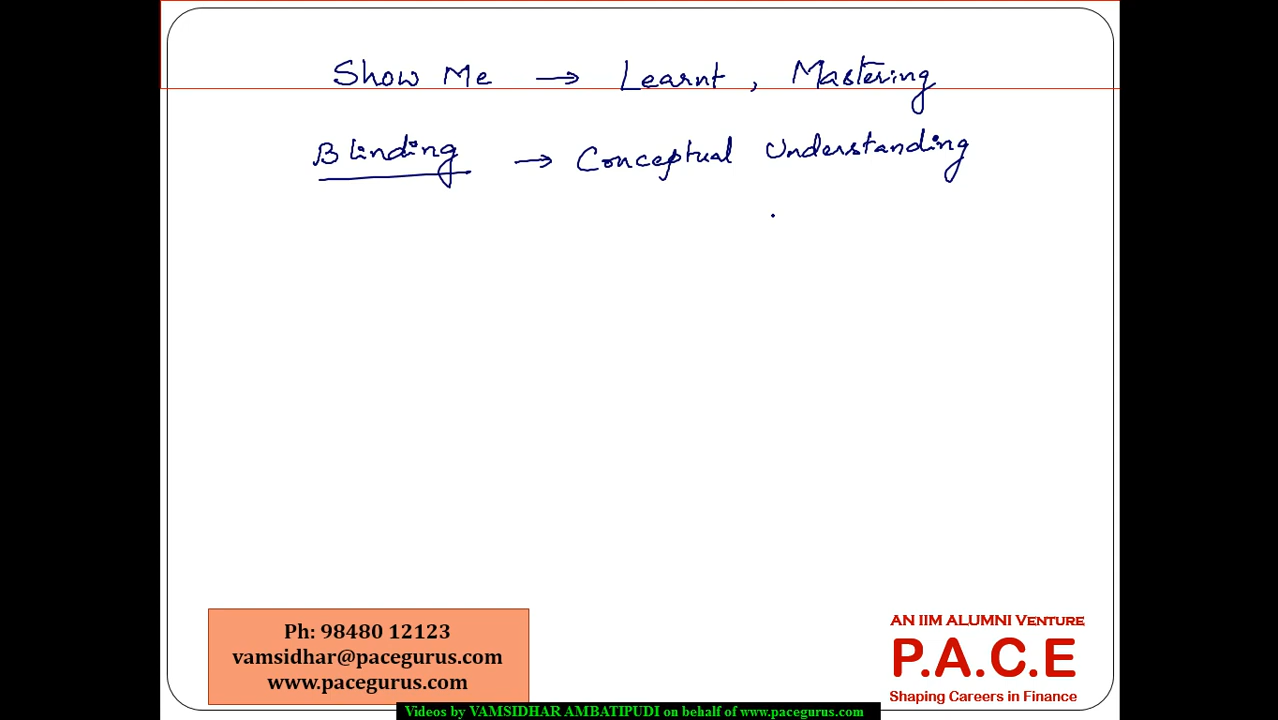 Show Me → Learnt, Mastering
Blinding → Conceptual Understanding
Ph: 98480 12123
vamsidhar@pacegurus.com
www.pacegurus.com
AN IIM ALUMNI VENTURE
P.A.C.E
Shaping Careers in Finance
Videos by VAMSIDHAR AMBATIPUDI on behalf of www.pacegurus.com